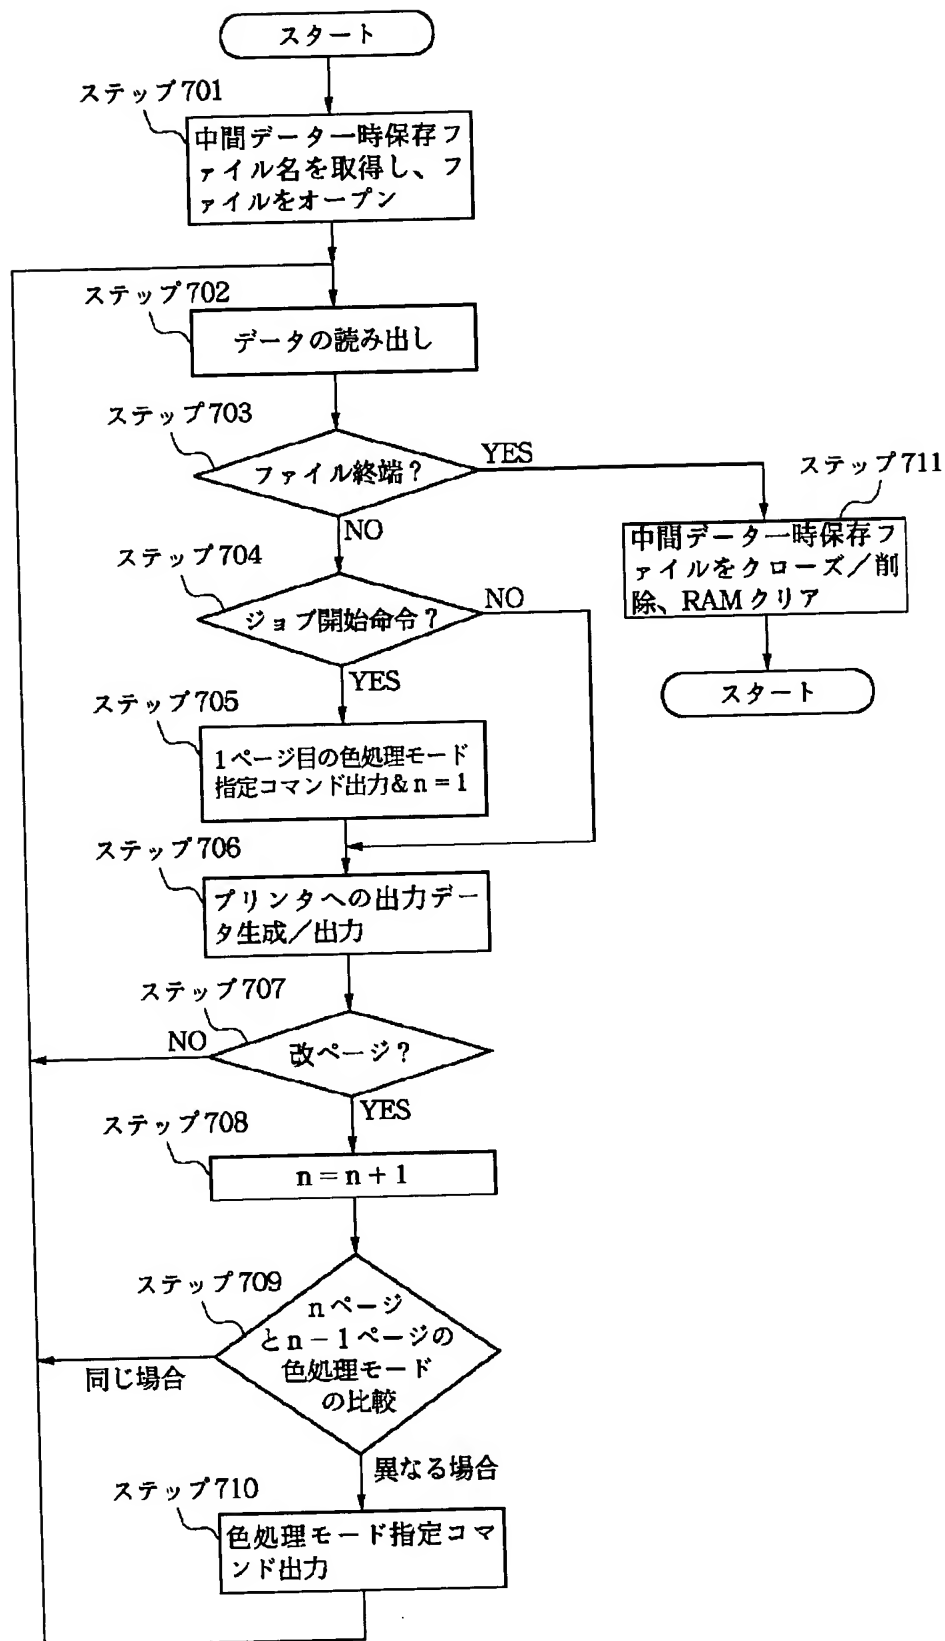 スタート
ステップ701
中間データ一時保存フ
ァイル名を取得し、フ
ァイルをオープン
ステップ702
データの読み出し
ステップ703
ファイル終端？
YES
NO
ステップ711
中間データ一時保存フ
ァイルをクローズ／削
除、RAMクリア
スタート
ステップ704
ジョブ開始命令？
NO
YES
ステップ705
1ページ目の色処理モード
指定コマンド出力&n＝1
ステップ706
プリンタへの出力デー
タ生成／出力
ステップ707
改ページ？
NO
YES
ステップ708
n＝n＋1
ステップ709
nページ
とn－1ページの
色処理モード
の比較
同じ場合
異なる場合
ステップ710
色処理モード指定コマ
ンド出力